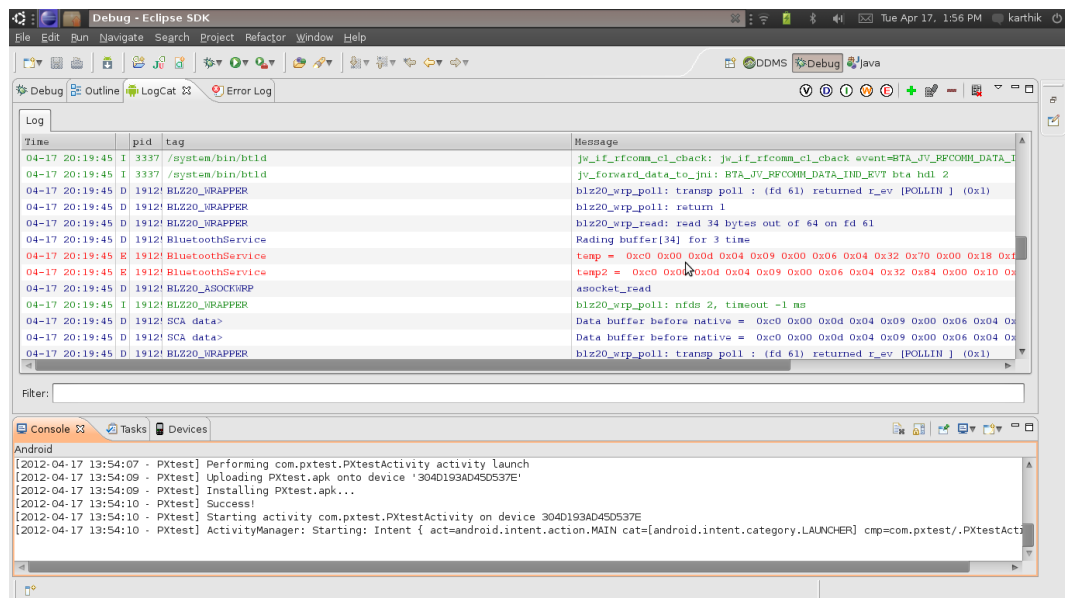 Debug - Eclipse SDK
Tue Apr 17, 1:56 PM karthik
File Edit Run Navigate Search Project Refactor Window Help
DDMS Debug Java
Debug Outline LogCat Error Log
V D I W E
Log
Time pid tag Message
04-17 20:19:45 I 3337 /system/bin/btld jw_if_rfcomm_cl_cback: jw_if_rfcomm_cl_cback event=BTA_JV_RFCOMM_DATA_I
04-17 20:19:45 I 3337 /system/bin/btld jv_forward_data_to_jni: BTA_JV_RFCOMM_DATA_IND_EVT bta hdl 2
04-17 20:19:45 D 1912 BLZ20_WRAPPER blz20_wrp_poll: transp poll : (fd 61) returned r_ev [POLLIN ] (0x1)
04-17 20:19:45 D 1912 BLZ20_WRAPPER blz20_wrp_poll: return 1
04-17 20:19:45 D 1912 BLZ20_WRAPPER blz20_wrp_read: read 34 bytes out of 64 on fd 61
04-17 20:19:45 D 1912 BluetoothService Rading buffer[34] for 3 time
04-17 20:19:45 E 1912 BluetoothService temp = 0xc0 0x00 0x0d 0x04 0x09 0x00 0x06 0x04 0x32 0x70 0x00 0x18 0xf
04-17 20:19:45 E 1912 BluetoothService temp2 = 0xc0 0x00 0x0d 0x04 0x09 0x00 0x06 0x04 0x32 0x84 0x00 0x10 0x
04-17 20:19:45 D 1912 BLZ20_ASOCKWRP asocket_read
04-17 20:19:45 I 1912 BLZ20_WRAPPER blz20_wrp_poll: nfds 2, timeout -1 ms
04-17 20:19:45 D 1912 SCA data> Data buffer before native = 0xc0 0x00 0x0d 0x04 0x09 0x00 0x06 0x04 0x
04-17 20:19:45 D 1912 SCA data> Data buffer before native = 0xc0 0x00 0x0d 0x04 0x09 0x00 0x06 0x04 0x
04-17 20:19:45 D 1912 BLZ20_WRAPPER blz20_wrp_poll: transp poll : (fd 61) returned r_ev [POLLIN ] (0x1)
Filter:
Console Tasks Devices
Android
[2012-04-17 13:54:07 - PXtest] Performing com.pxtest.PXtestActivity activity launch
[2012-04-17 13:54:09 - PXtest] Uploading PXtest.apk onto device '304D193AD45D537E'
[2012-04-17 13:54:09 - PXtest] Installing PXtest.apk...
[2012-04-17 13:54:10 - PXtest] Success!
[2012-04-17 13:54:10 - PXtest] Starting activity com.pxtest.PXtestActivity on device 304D193AD45D537E
[2012-04-17 13:54:10 - PXtest] ActivityManager: Starting: Intent { act=android.intent.action.MAIN cat=[android.intent.category.LAUNCHER] cmp=com.pxtest/.PXtestActi